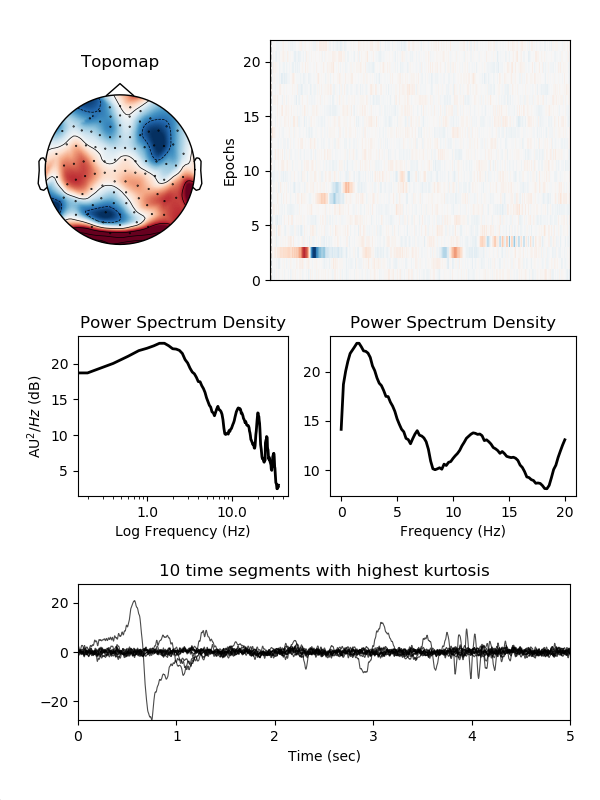 Topomap
Epochs
20
15
10
5
0
Power Spectrum Density
AU²/Hz (dB)
20
15
10
5
1.0 10.0
Log Frequency (Hz)
Power Spectrum Density
20
15
10
0 5 10 15 20
Frequency (Hz)
10 time segments with highest kurtosis
20
0
−20
0 1 2 3 4 5
Time (sec)